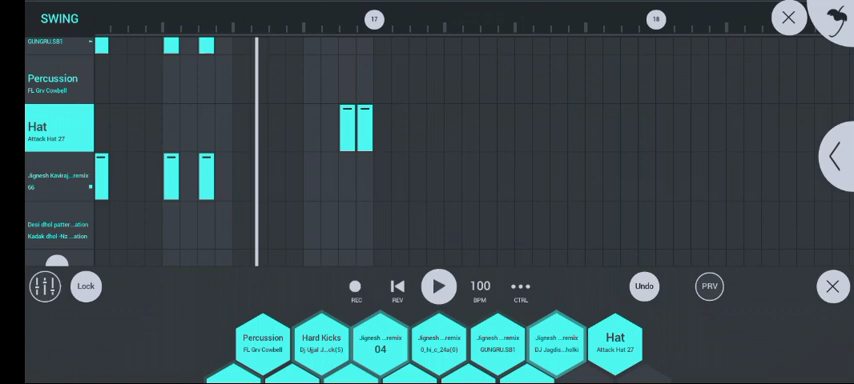 SWING
17
18
GUNGRU.SB1
Percussion
FL Grv Cowbell
Hat
Attack Hat 27
Jignesh Kaviraj...remix
66
Desi dhol patter...ation
Kadak dhol -Nz ...ation
Lock
REC
REV
100
BPM
CTRL
Undo
PRV
Percussion
FL Grv Cowbell
Hard Kicks
Dj Ujjal J...ck(5)
Jignesh ...remix
04
Jignesh ...remix
0_hi_c_24a(0)
Jignesh ...remix
GUNGRU.SB1
Jignesh ...remix
DJ Jagdis...holki
Hat
Attack Hat 27